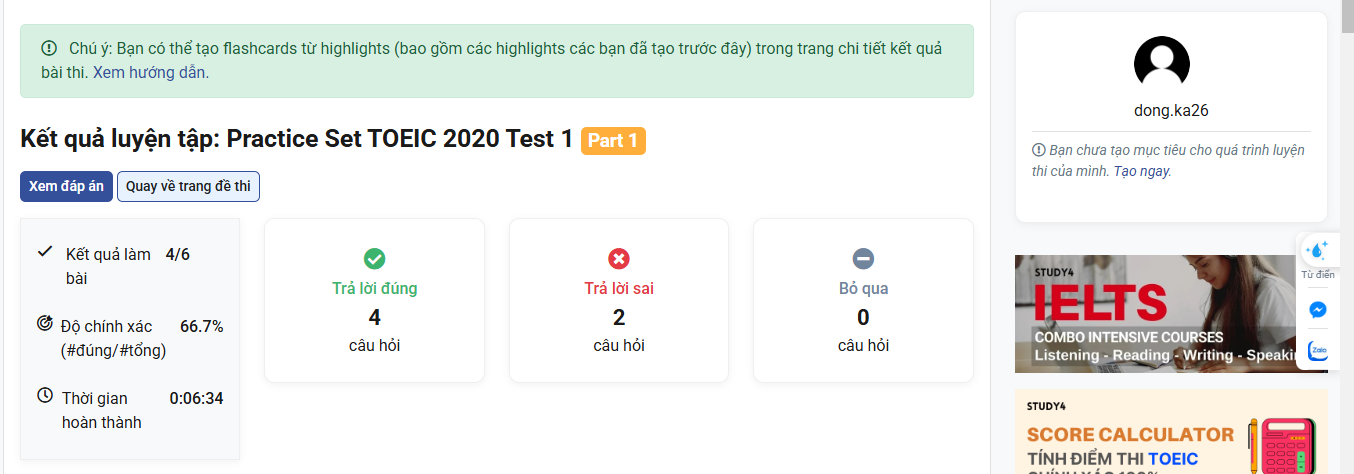 Chú ý: Bạn có thể tạo flashcards từ highlights (bao gồm các highlights các bạn đã tạo trước đây) trong trang chi tiết kết quả
bài thi. Xem hướng dẫn.
Kết quả luyện tập: Practice Set TOEIC 2020 Test 1 Part 1
Xem đáp án Quay về trang đề thi
Kết quả làm
bài
4/6
Độ chính xác
(#đúng/#tổng)
66.7%
Thời gian
hoàn thành
0:06:34
Trả lời đúng
4
câu hỏi
Trả lời sai
2
câu hỏi
Bỏ qua
0
câu hỏi
dong.ka26
Bạn chưa tạo mục tiêu cho quá trình luyện
thi của mình. Tạo ngay.
STUDY4
IELTS
COMBO INTENSIVE COURSES
Listening - Reading - Writing - Speakin
Từ điển
Zalo
STUDY4
SCORE CALCULATOR
TÍNH ĐIỂM THI TOEIC
CHÍNH XÁC 100%